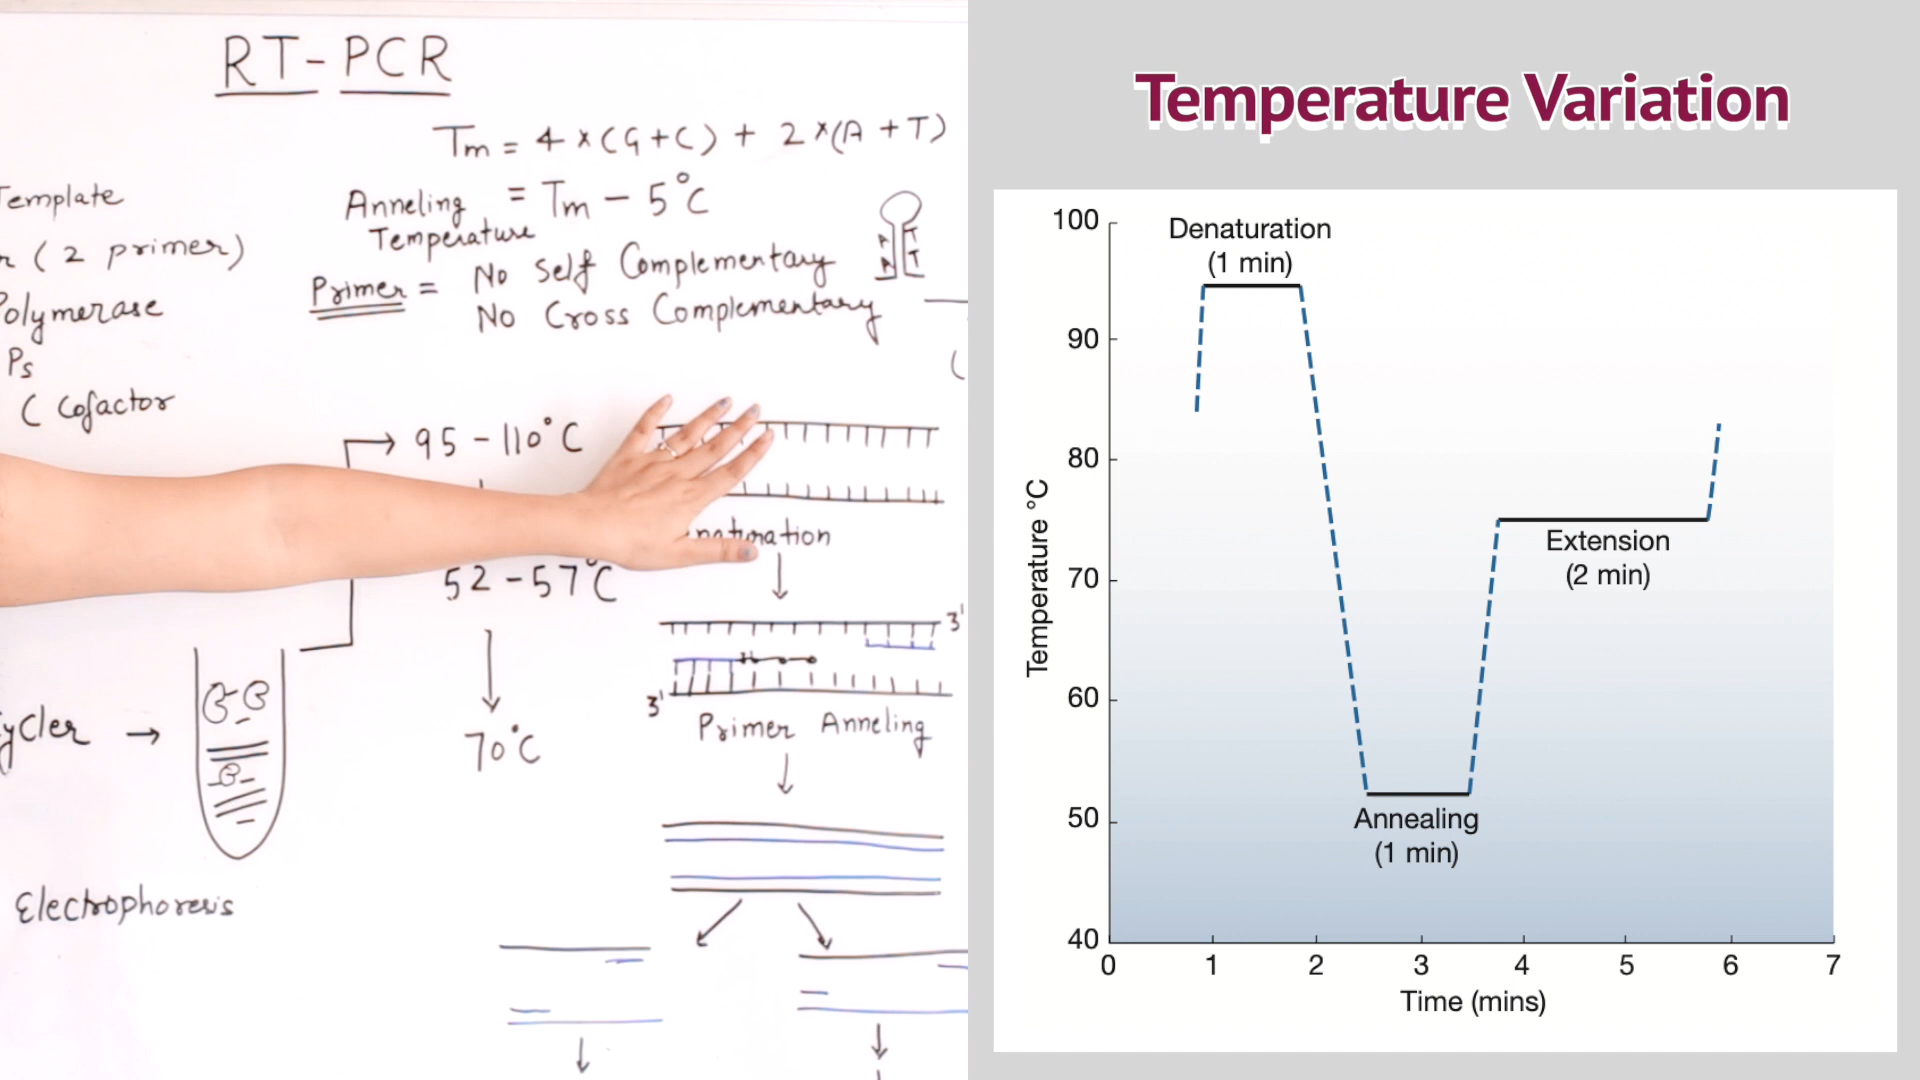 RT-PCR
Tm = 4 x (G+C) + 2 x (A + T)
Anneling = Tm - 5°C
Temperature
Primer = No Self Complementary
No Cross Complementary
Template
( 2 primer)
Polymerase
Ps
( Cofactor
95 - 110°C
52 - 57°C
3'
3'
Primer Anneling
70°C
→
Electrophoresis
A T
A T
Temperature Variation
100
90
80
70
60
50
40
Temperature °C
Denaturation
(1 min)
Extension
(2 min)
Annealing
(1 min)
0 1 2 3 4 5 6 7
Time (mins)